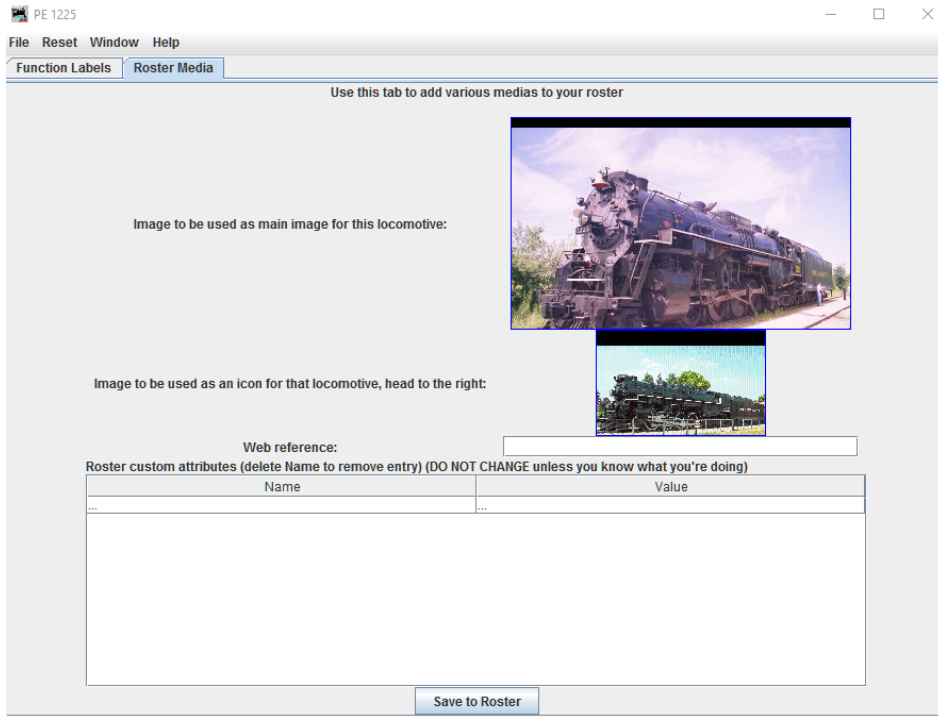 PE 1225
File Reset Window Help
Function Labels Roster Media
Use this tab to add various medias to your roster
Image to be used as main image for this locomotive:
Image to be used as an icon for that locomotive, head to the right:
Web reference:
Roster custom attributes (delete Name to remove entry) (DO NOT CHANGE unless you know what you're doing)
Name Value
... ...
Save to Roster